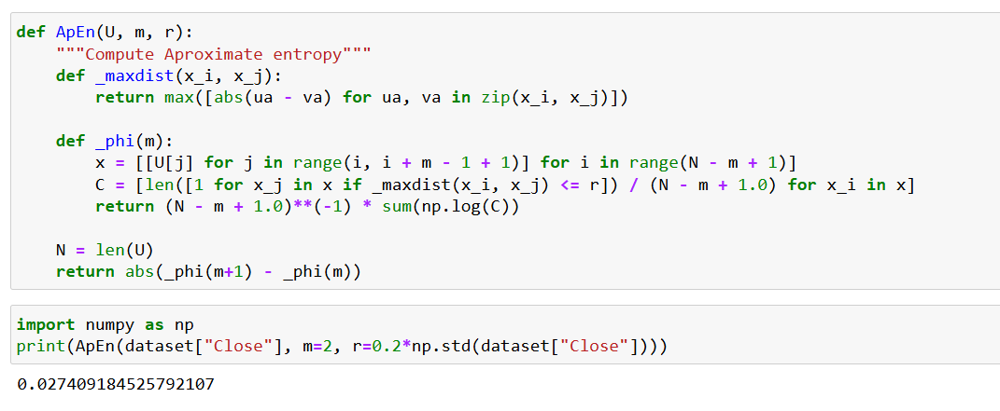 def ApEn(U, m, r):
    """Compute Aproximate entropy"""
    def _maxdist(x_i, x_j):
        return max([abs(ua - va) for ua, va in zip(x_i, x_j)])
    def _phi(m):
        x = [[U[j] for j in range(i, i + m - 1 + 1)] for i in range(N - m + 1)]
        C = [len([1 for x_j in x if _maxdist(x_i, x_j) <= r]) / (N - m + 1.0) for x_i in x]
        return (N - m + 1.0)**(-1) * sum(np.log(C))
    N = len(U)
    return abs(_phi(m+1) - _phi(m))
import numpy as np
print(ApEn(dataset["Close"], m=2, r=0.2*np.std(dataset["Close"])))
0.027409184525792107